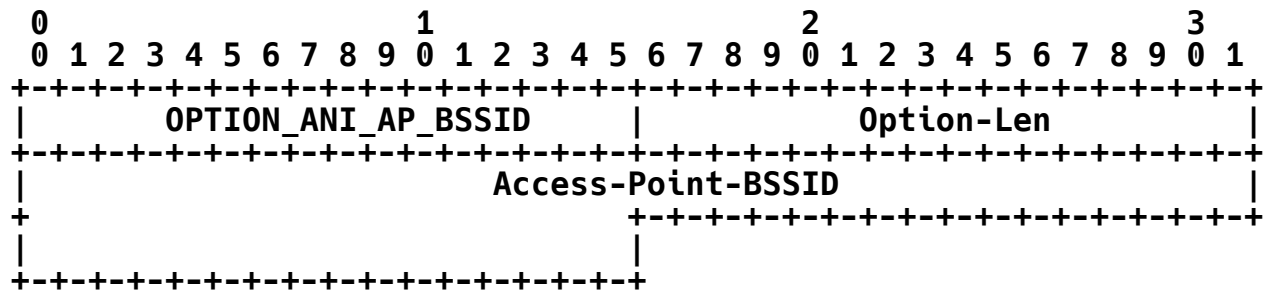 0                   1                   2                   3
 0 1 2 3 4 5 6 7 8 9 0 1 2 3 4 5 6 7 8 9 0 1 2 3 4 5 6 7 8 9 0 1
+-+-+-+-+-+-+-+-+-+-+-+-+-+-+-+-+-+-+-+-+-+-+-+-+-+-+-+-+-+-+-+-+
|       OPTION_ANI_AP_BSSID     |           Option-Len          |
+-+-+-+-+-+-+-+-+-+-+-+-+-+-+-+-+-+-+-+-+-+-+-+-+-+-+-+-+-+-+-+-+
|                        Access-Point-BSSID                     |
+                               +-+-+-+-+-+-+-+-+-+-+-+-+-+-+-+-+
|                               |
+-+-+-+-+-+-+-+-+-+-+-+-+-+-+-+-+